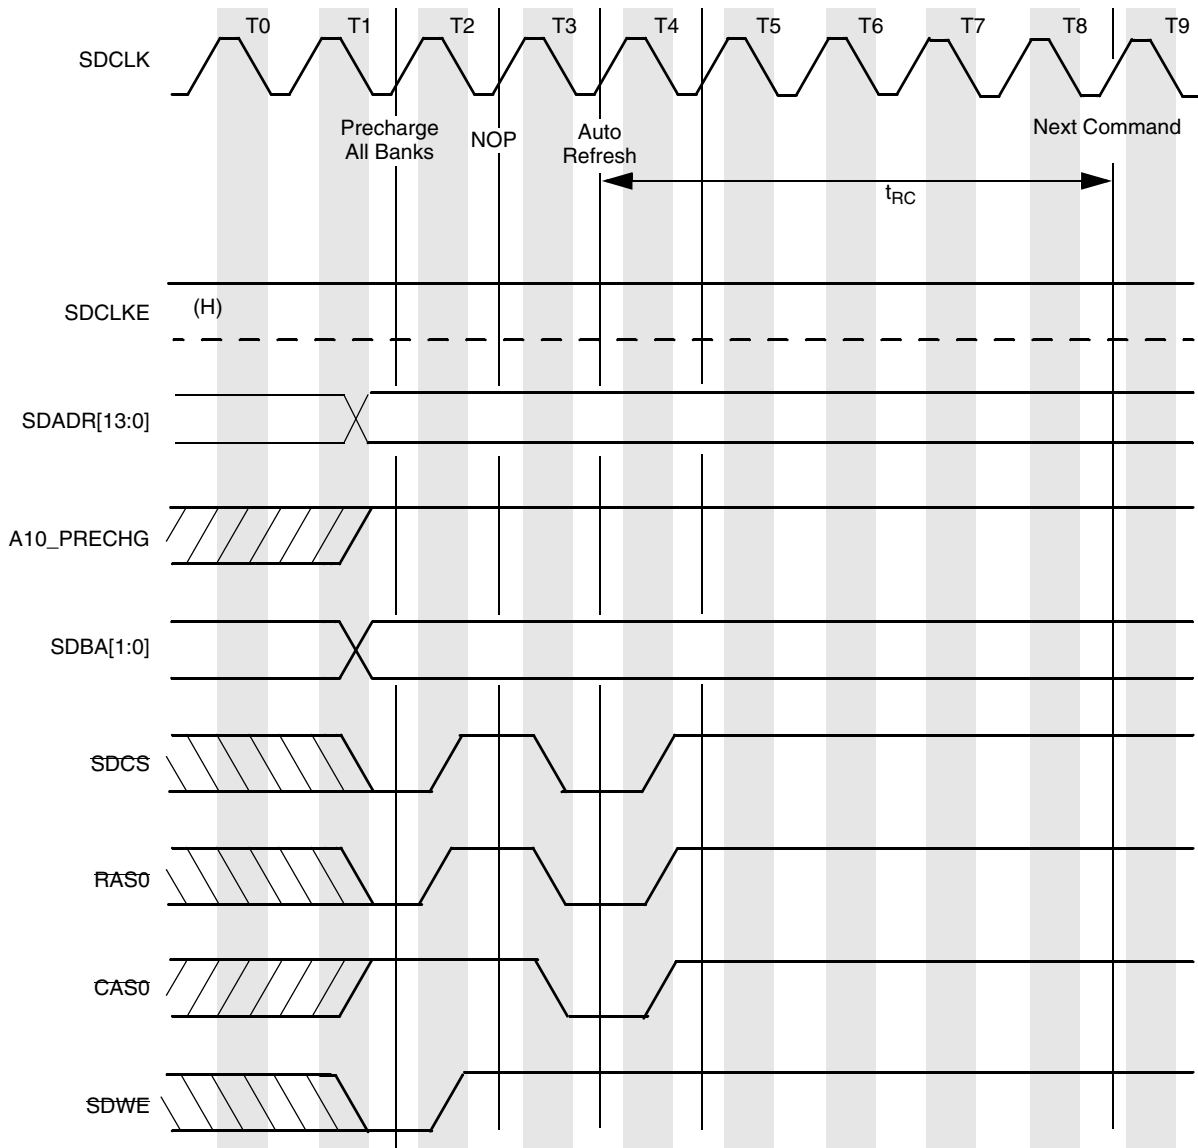 T0 T1 T2 T3 T4 T5 T6 T7 T8 T9
SDCLK
Precharge
All Banks
NOP
Auto
Refresh
Next Command
tRC
SDCLKE
(H)
SDADR[13:0]
A10_PRECHG
SDBA[1:0]
SDCS
RAS0
CAS0
SDWE